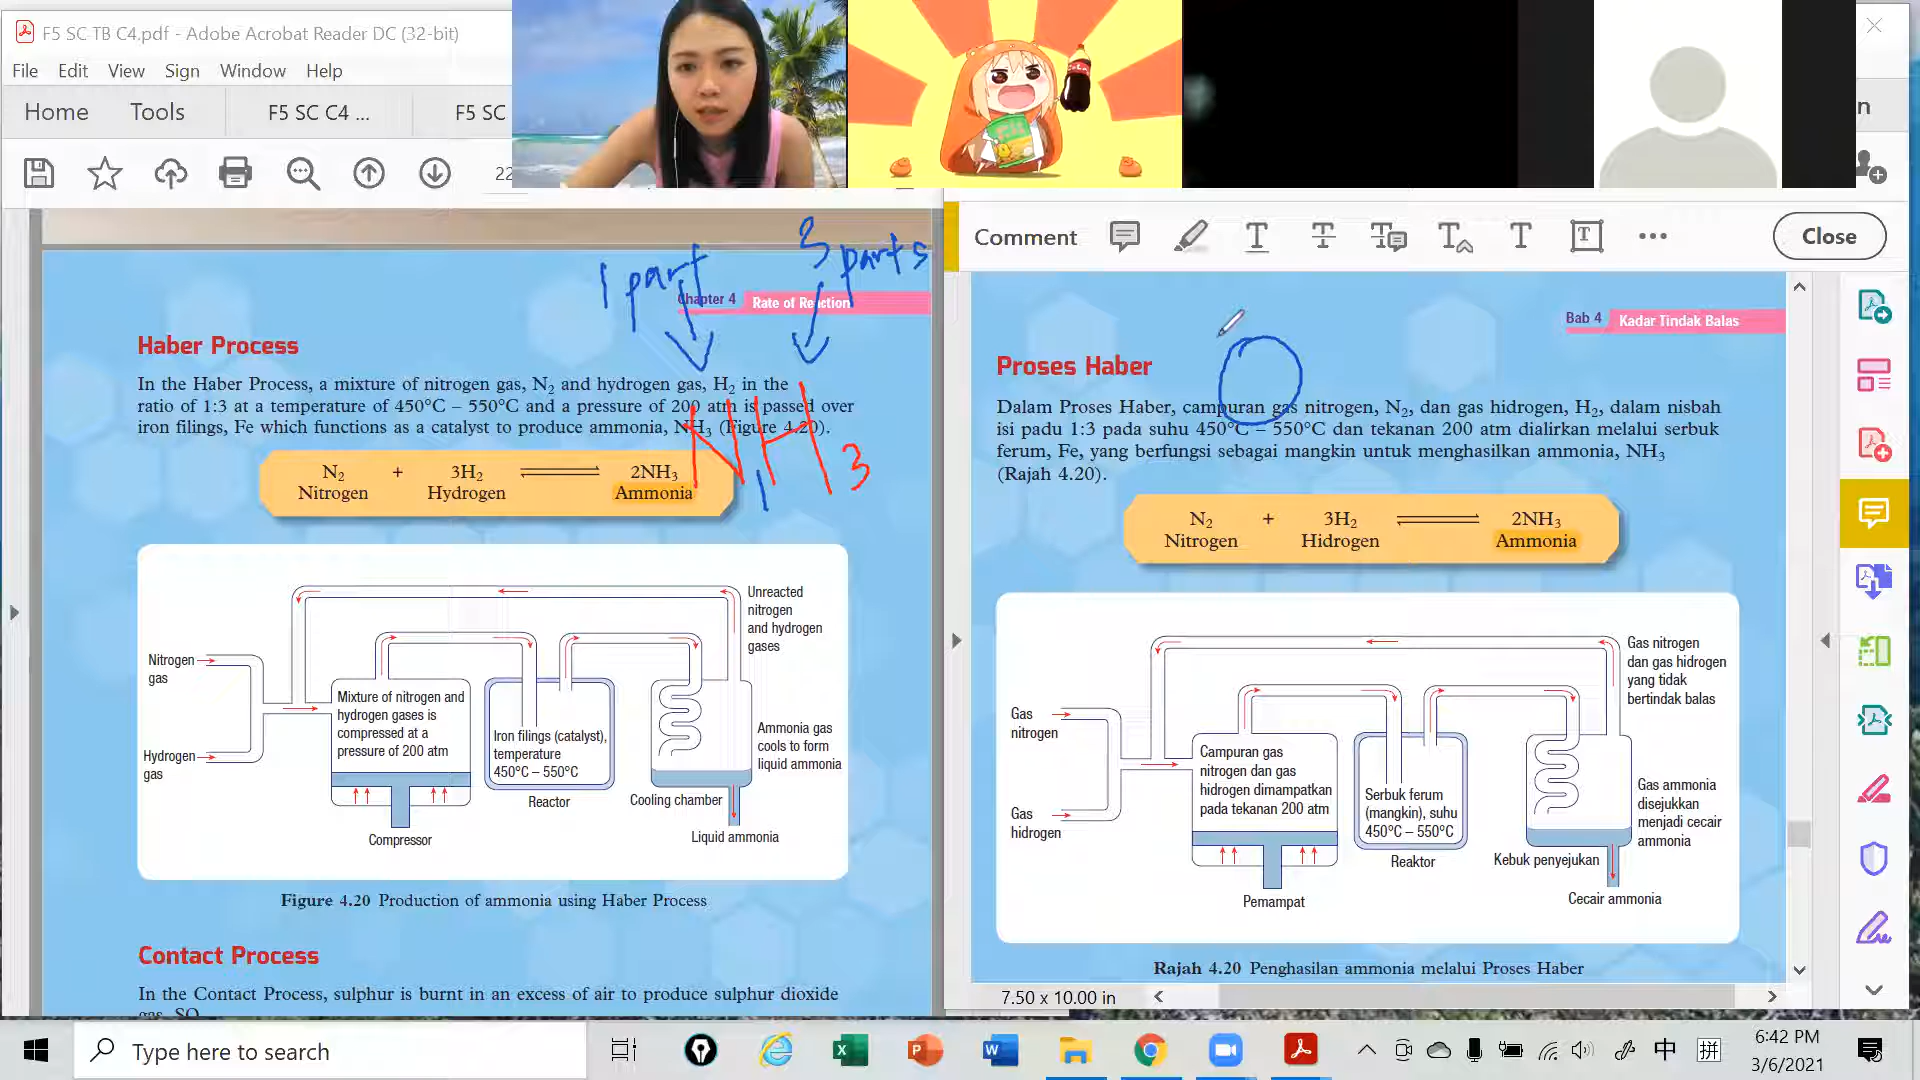 F5 SC TB C4.pdf - Adobe Acrobat Reader DC (32-bit)
File Edit View Sign Window Help
Home Tools F5 SC C4 ... F5 SC
22
1 part
3 parts
Chapter 4 Rate of Reaction
Haber Process
In the Haber Process, a mixture of nitrogen gas, N₂ and hydrogen gas, H₂ in the
ratio of 1:3 at a temperature of 450°C – 550°C and a pressure of 200 atm is passed over
iron filings, Fe which functions as a catalyst to produce ammonia, NH₃ (Figure 4.20).
NH₃
N₂ + 3H₂ ⇌ 2NH₃
Nitrogen Hydrogen Ammonia
Unreacted
nitrogen
and hydrogen
gases
Nitrogen
gas
Hydrogen
gas
Mixture of nitrogen and
hydrogen gases is
compressed at a
pressure of 200 atm
Compressor
Iron filings (catalyst),
temperature
450°C – 550°C
Reactor
Ammonia gas
cools to form
liquid ammonia
Cooling chamber
Liquid ammonia
Figure 4.20 Production of ammonia using Haber Process
Contact Process
In the Contact Process, sulphur is burnt in an excess of air to produce sulphur dioxide
gas, SO
n
Comment
Close
Bab 4 Kadar Tindak Balas
Proses Haber
Dalam Proses Haber, campuran gas nitrogen, N₂, dan gas hidrogen, H₂, dalam nisbah
isi padu 1:3 pada suhu 450°C – 550°C dan tekanan 200 atm dialirkan melalui serbuk
ferum, Fe, yang berfungsi sebagai mangkin untuk menghasilkan ammonia, NH₃
(Rajah 4.20).
N₂ + 3H₂ ⇌ 2NH₃
Nitrogen Hidrogen Ammonia
Gas nitrogen
dan gas hidrogen
yang tidak
bertindak balas
Gas
nitrogen
Gas
hidrogen
Campuran gas
nitrogen dan gas
hidrogen dimampatkan
pada tekanan 200 atm
Pemampat
Serbuk ferum
(mangkin), suhu
450°C – 550°C
Reaktor
Gas ammonia
disejukkan
menjadi cecair
ammonia
Kebuk penyejukan
Cecair ammonia
Rajah 4.20 Penghasilan ammonia melalui Proses Haber
7.50 x 10.00 in
Type here to search
中 拼
6:42 PM
3/6/2021